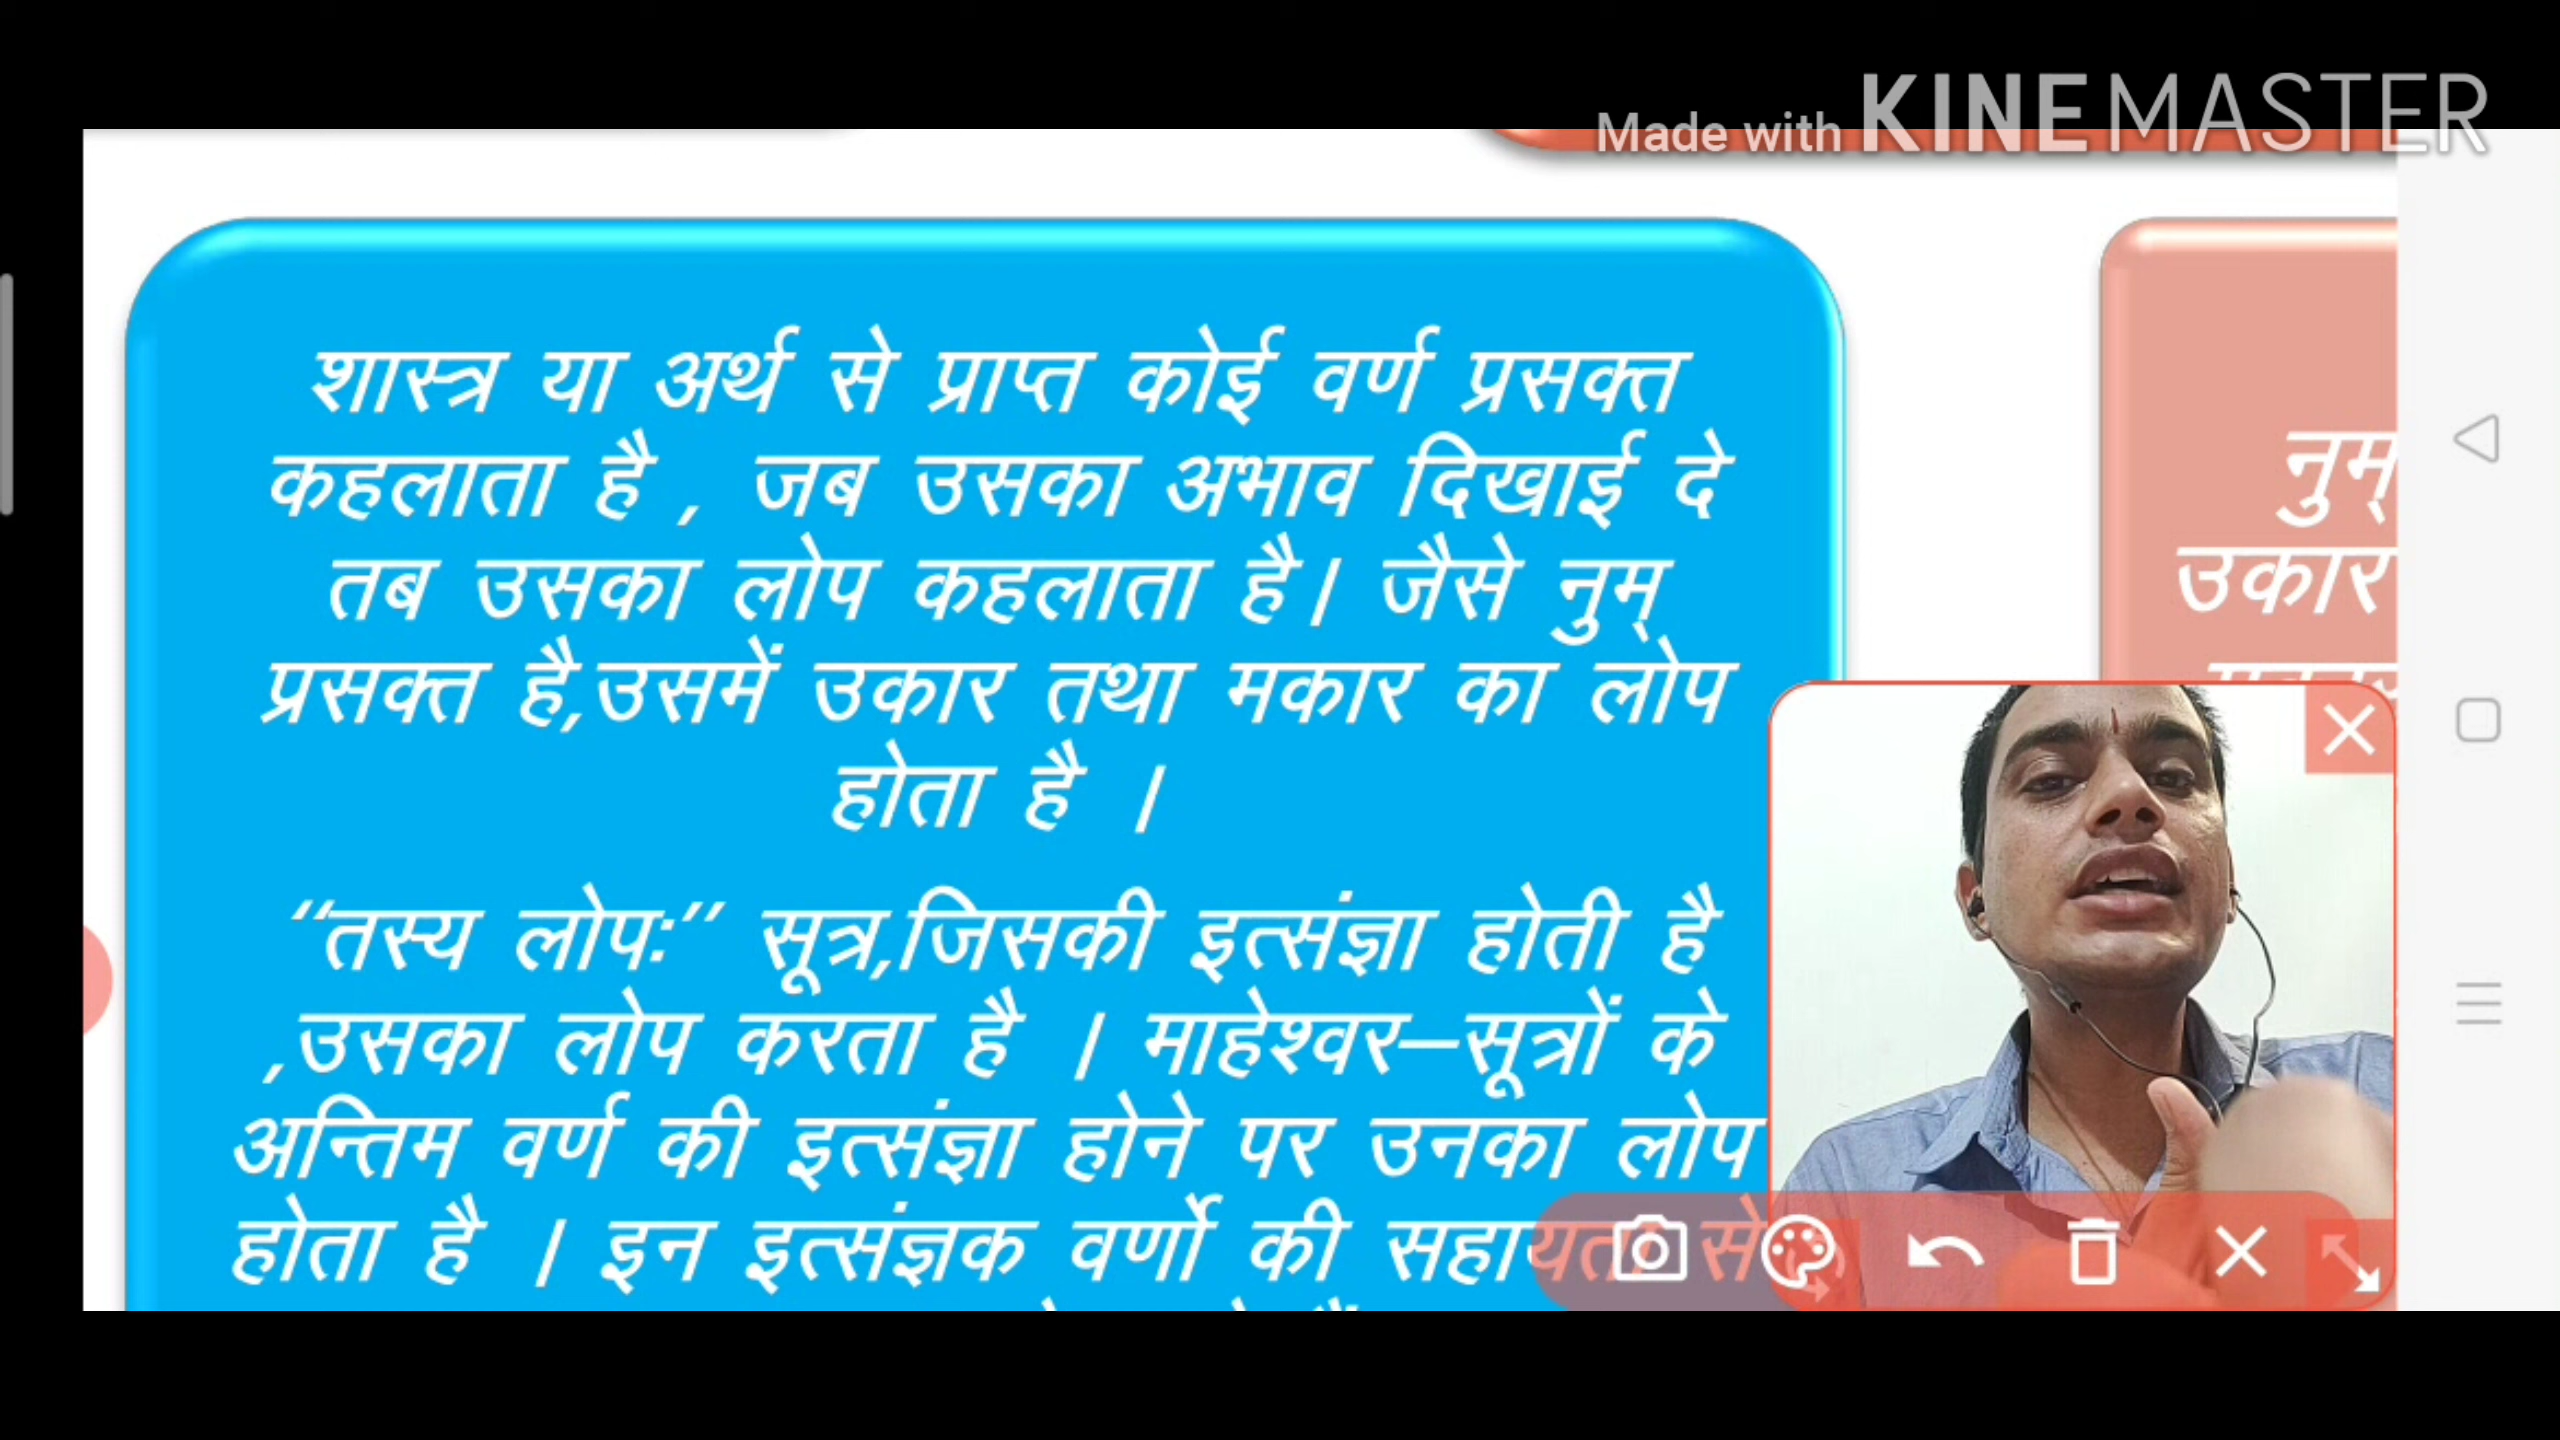 Made with KINEMASTER
शास्त्र या अर्थ से प्राप्त कोई वर्ण प्रसक्त
कहलाता है , जब उसका अभाव दिखाई दे
तब उसका लोप कहलाता है। जैसे नुम्
प्रसक्त है,उसमें उकार तथा मकार का लोप
होता है ।
“तस्य लोपः” सूत्र,जिसकी इत्संज्ञा होती है
,उसका लोप करता है । माहेश्वर–सूत्रों के
अन्तिम वर्ण की इत्संज्ञा होने पर उनका लोप
होता है । इन इत्संज्ञक वर्णो की सहायता से
नुम्
उकार